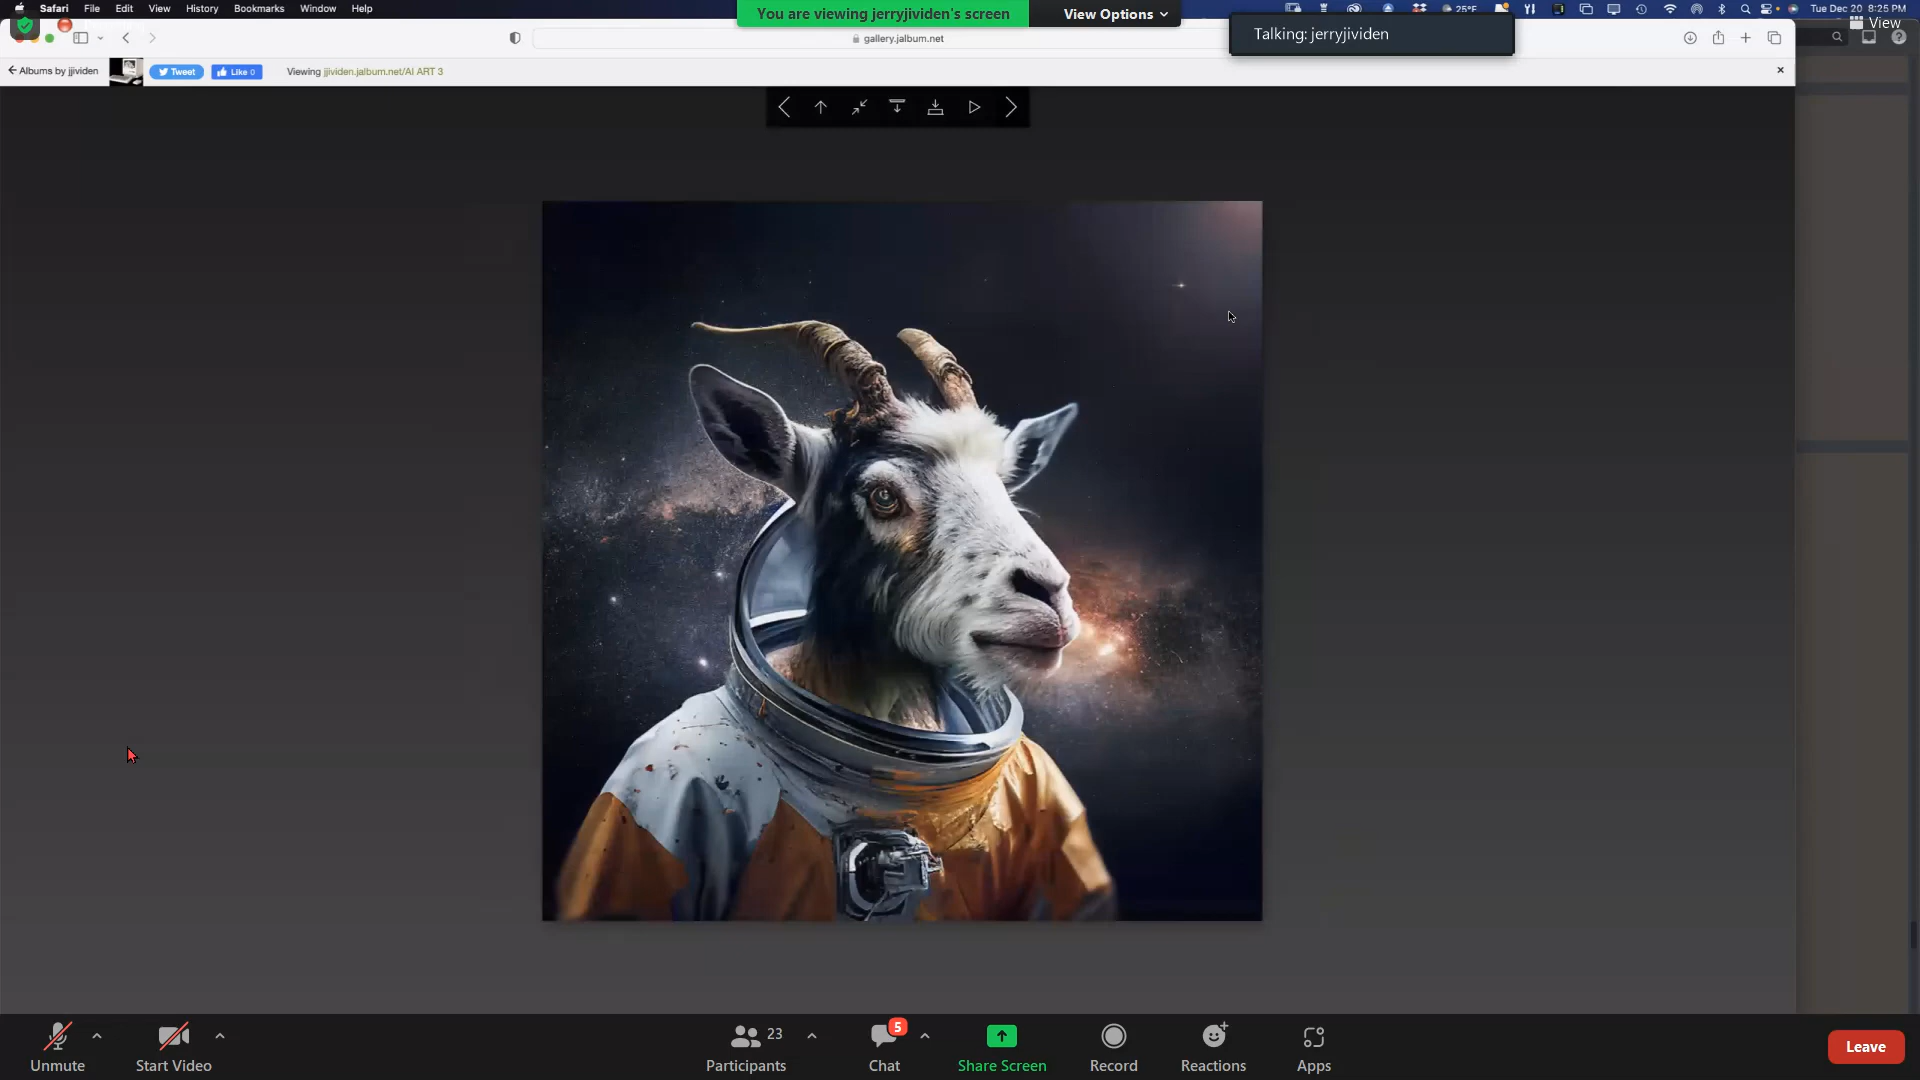 Safari File Edit View History Bookmarks Window Help
You are viewing jerryjividen's screen
View Options
25°F
Tue Dec 20 8:25 PM
View
Talking: jerryjividen
gallery.jalbum.net
Albums by jjividen
Tweet
Like 0
Viewing jjividen.jalbum.net/AI ART 3
Unmute
Start Video
23
Participants
5
Chat
Share Screen
Record
Reactions
Apps
Leave